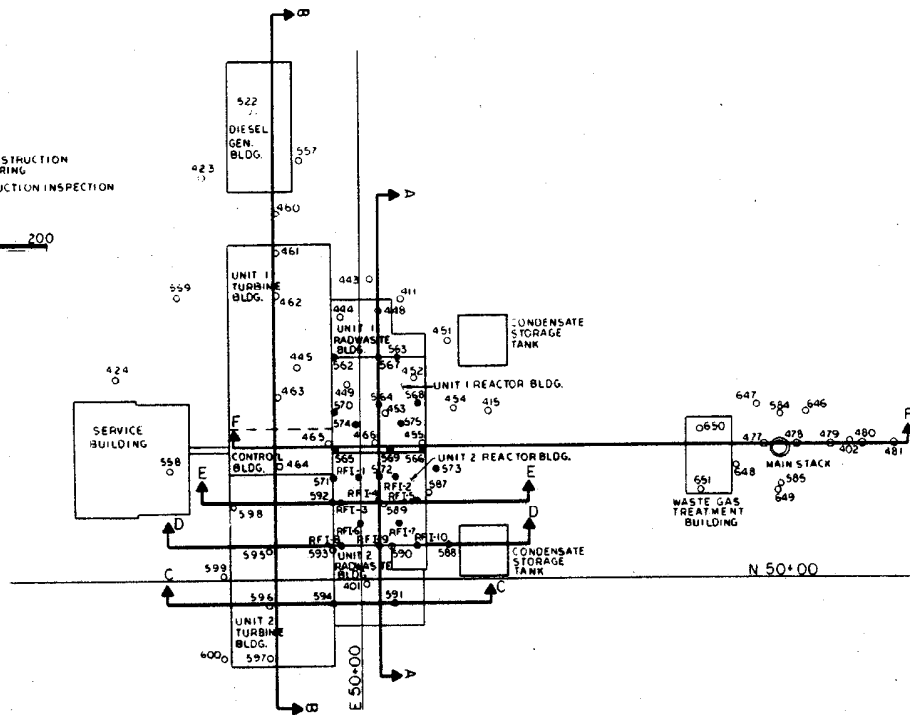 B
522
DIESEL
GEN.
BLDG.
557
423
STRUCTION
RING
UCTION INSPECTION
A
460
200
461
UNIT 1
TURBINE
BLDG.
462
443
411
444
448
559
UNIT 1
RADWASTE
BLDG.
563
562
567
451
CONDENSATE
STORAGE
TANK
445
452
424
449
UNIT 1 REACTOR BLDG.
463
564
568
570
453
454
415
574
575
647
584
646
SERVICE
BUILDING
F
465
466
455
650
477
478
479
402
480
481
F
CONTROL
BLDG.
464
565
569
566
UNIT 2 REACTOR BLDG.
558
571
RFI-1
572
RFI-2
573
MAIN STACK
648
E
E
592
RFI-4
RFI-5
587
651
585
649
WASTE GAS
TREATMENT
BUILDING
598
RFI-3
589
D
D
RFI-6
RFI-7
595
593
RFI-8
RFI-9
590
RFI-10
588
CONDENSATE
STORAGE
TANK
UNIT 2
RADWASTE
BLDG.
599
401
N 50+00
C
C
596
594
591
UNIT 2
TURBINE
BLDG.
600
597
E 50+00
A
B